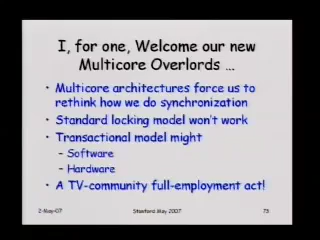 I, for one, Welcome our new
Multicore Overlords …
• Multicore architectures force us to
rethink how we do synchronization
• Standard locking model won't work
• Transactional model might
– Software
– Hardware
• A TV-community full-employment act!
2-May-07
Stanford May 2007
73